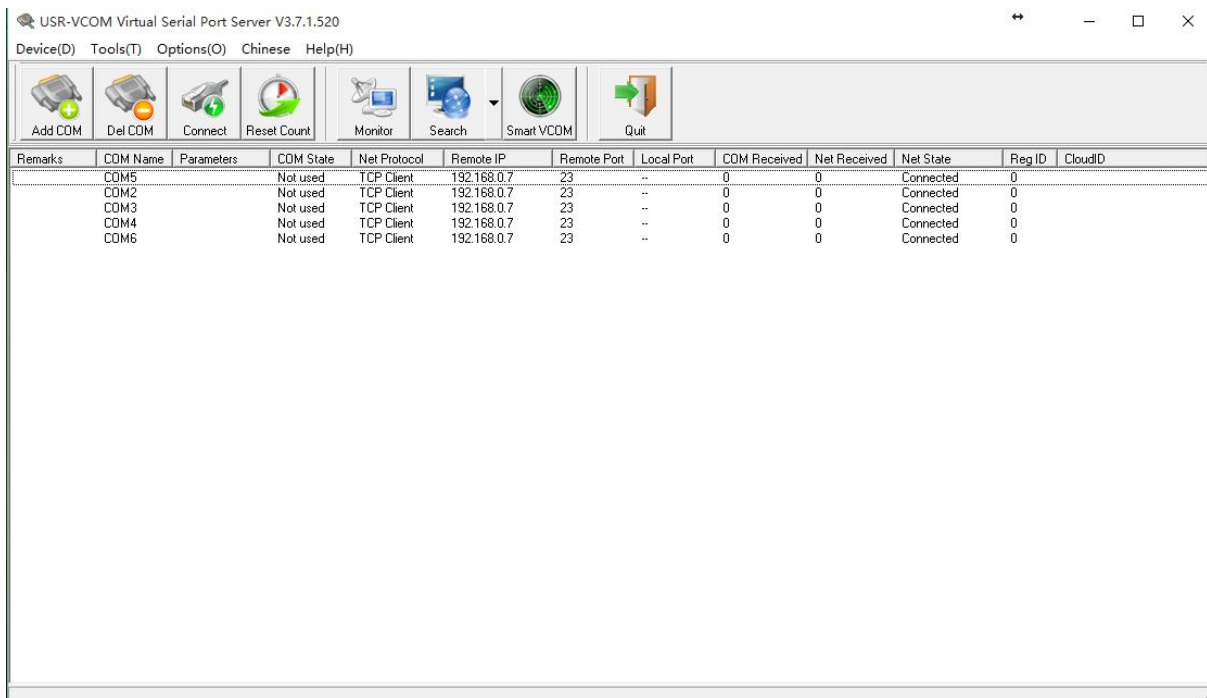 USR-VCOM Virtual Serial Port Server V3.7.1.520
Device(D) Tools(T) Options(O) Chinese Help(H)
Add COM Del COM Connect Reset Count Monitor Search Smart VCOM Quit
Remarks COM Name Parameters COM State Net Protocol Remote IP Remote Port Local Port COM Received Net Received Net State Reg ID CloudID
COM5 Not used TCP Client 192.168.0.7 23 -- 0 0 Connected 0
COM2 Not used TCP Client 192.168.0.7 23 -- 0 0 Connected 0
COM3 Not used TCP Client 192.168.0.7 23 -- 0 0 Connected 0
COM4 Not used TCP Client 192.168.0.7 23 -- 0 0 Connected 0
COM6 Not used TCP Client 192.168.0.7 23 -- 0 0 Connected 0